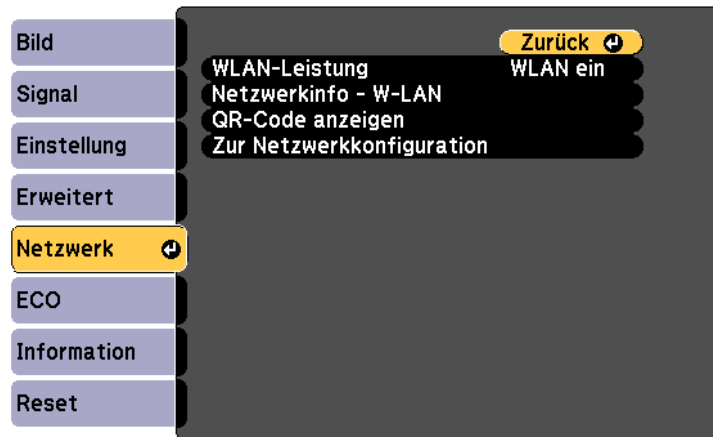 Bild
Signal
Einstellung
Erweitert
Netzwerk
ECO
Information
Reset
Zurück
WLAN-Leistung WLAN ein
Netzwerkinfo - W-LAN
QR-Code anzeigen
Zur Netzwerkkonfiguration